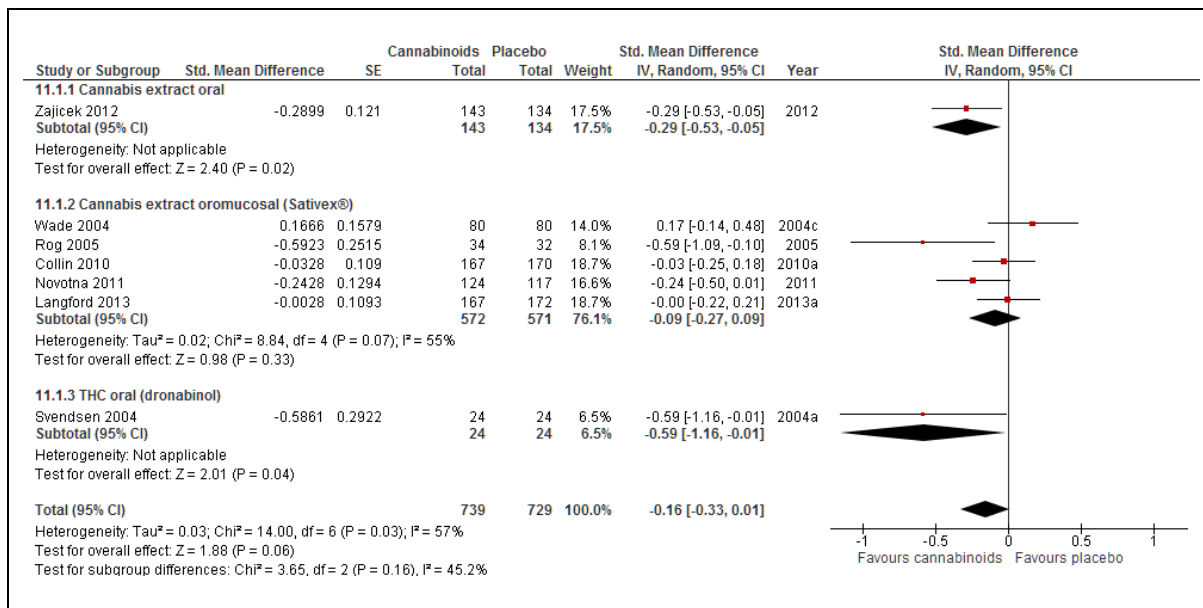 Cannabinoids Placebo Std. Mean Difference Std. Mean Difference
Study or Subgroup Std. Mean Difference SE Total Total Weight IV, Random, 95% CI Year IV, Random, 95% CI
11.1.1 Cannabis extract oral
Zajicek 2012 -0.2899 0.121 143 134 17.5% -0.29 [-0.53, -0.05] 2012
Subtotal (95% CI) 143 134 17.5% -0.29 [-0.53, -0.05]
Heterogeneity: Not applicable
Test for overall effect: Z = 2.40 (P = 0.02)
11.1.2 Cannabis extract oromucosal (Sativex®)
Wade 2004 0.1666 0.1579 80 80 14.0% 0.17 [-0.14, 0.48] 2004c
Rog 2005 -0.5923 0.2515 34 32 8.1% -0.59 [-1.09, -0.10] 2005
Collin 2010 -0.0328 0.109 167 170 18.7% -0.03 [-0.25, 0.18] 2010a
Novotna 2011 -0.2428 0.1294 124 117 16.6% -0.24 [-0.50, 0.01] 2011
Langford 2013 -0.0028 0.1093 167 172 18.7% -0.00 [-0.22, 0.21] 2013a
Subtotal (95% CI) 572 571 76.1% -0.09 [-0.27, 0.09]
Heterogeneity: Tau² = 0.02; Chi² = 8.84, df = 4 (P = 0.07); I² = 55%
Test for overall effect: Z = 0.98 (P = 0.33)
11.1.3 THC oral (dronabinol)
Svendsen 2004 -0.5861 0.2922 24 24 6.5% -0.59 [-1.16, -0.01] 2004a
Subtotal (95% CI) 24 24 6.5% -0.59 [-1.16, -0.01]
Heterogeneity: Not applicable
Test for overall effect: Z = 2.01 (P = 0.04)
Total (95% CI) 739 729 100.0% -0.16 [-0.33, 0.01]
Heterogeneity: Tau² = 0.03; Chi² = 14.00, df = 6 (P = 0.03); I² = 57%
Test for overall effect: Z = 1.88 (P = 0.06)
Test for subgroup differences: Chi² = 3.65, df = 2 (P = 0.16), I² = 45.2%
-1 -0.5 0 0.5 1
Favours cannabinoids Favours placebo